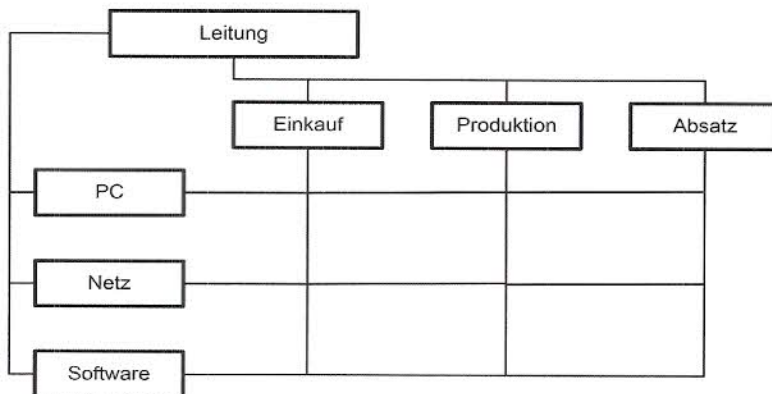 Leitung
Einkauf
Produktion
Absatz
PC
Netz
Software